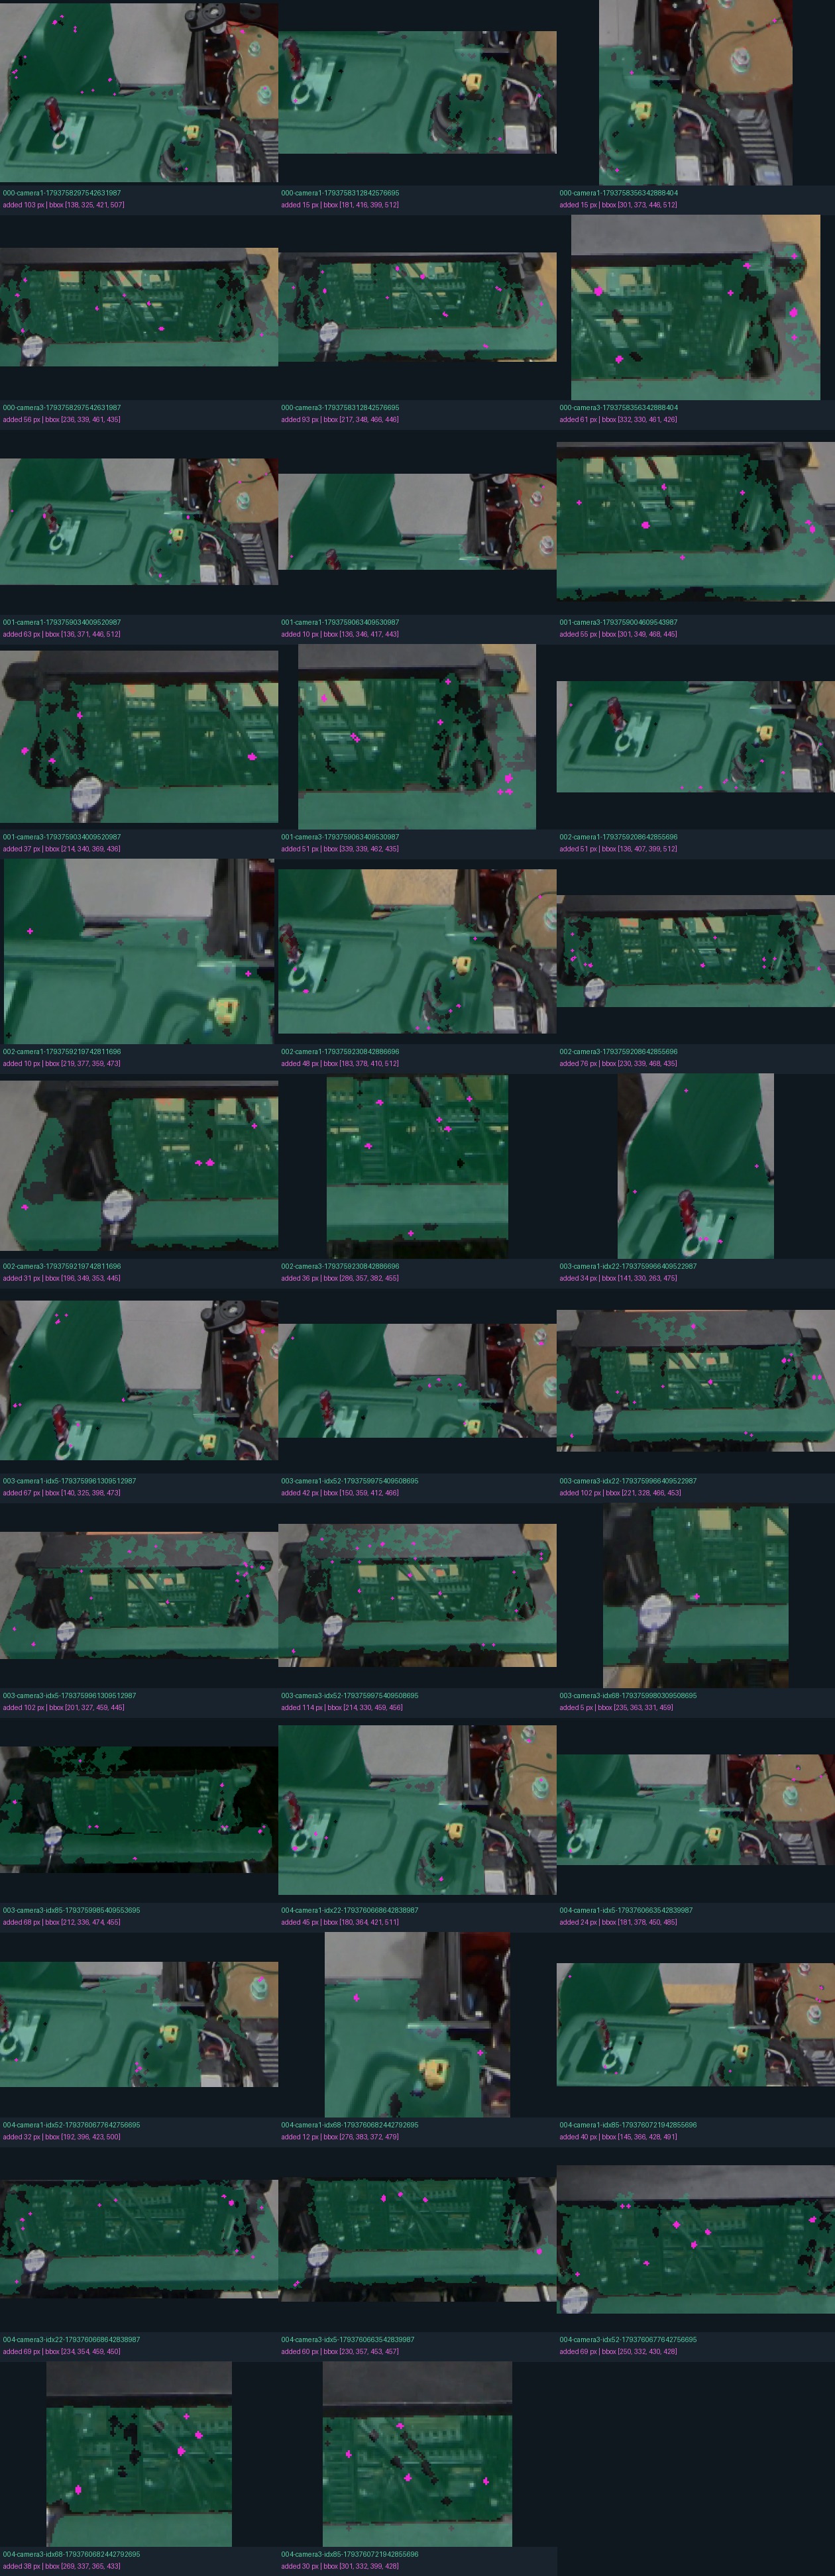 000-camera1-1793758297542631987
added 103 px | bbox [138, 325, 421, 507]
000-camera1-1793758312842576695
added 15 px | bbox [181, 416, 399, 512]
000-camera1-1793758356342888404
added 15 px | bbox [301, 373, 446, 512]
000-camera3-1793758297542631987
added 56 px | bbox [236, 339, 461, 435]
000-camera3-1793758312842576695
added 93 px | bbox [217, 348, 466, 446]
000-camera3-1793758356342888404
added 61 px | bbox [332, 330, 461, 426]
001-camera1-1793759034009520987
added 63 px | bbox [136, 371, 446, 512]
001-camera1-1793759063409530987
added 10 px | bbox [136, 346, 417, 443]
001-camera3-1793759004609543987
added 55 px | bbox [301, 349, 468, 445]
001-camera3-1793759034009520987
added 37 px | bbox [214, 340, 369, 436]
001-camera3-1793759063409530987
added 51 px | bbox [339, 339, 462, 435]
002-camera1-1793759208642855696
added 51 px | bbox [136, 407, 399, 512]
002-camera1-1793759219742811696
added 10 px | bbox [219, 377, 359, 473]
002-camera1-1793759230842886696
added 48 px | bbox [183, 378, 410, 512]
002-camera3-1793759208642855696
added 76 px | bbox [230, 339, 468, 435]
002-camera3-1793759219742811696
added 31 px | bbox [196, 349, 353, 445]
002-camera3-1793759230842886696
added 36 px | bbox [286, 357, 382, 455]
003-camera1-idx22-1793759966409522987
added 34 px | bbox [141, 330, 263, 475]
003-camera1-idx5-1793759961309512987
added 67 px | bbox [140, 325, 398, 473]
003-camera1-idx52-1793759975409508695
added 42 px | bbox [150, 359, 412, 466]
003-camera3-idx22-1793759966409522987
added 102 px | bbox [221, 328, 466, 453]
003-camera3-idx5-1793759961309512987
added 102 px | bbox [201, 327, 459, 445]
003-camera3-idx52-1793759975409508695
added 114 px | bbox [214, 330, 459, 456]
003-camera3-idx68-1793759980309508695
added 5 px | bbox [235, 363, 331, 459]
003-camera3-idx85-1793759985409553695
added 68 px | bbox [212, 336, 474, 455]
004-camera1-idx22-1793760668642838987
added 45 px | bbox [180, 364, 421, 511]
004-camera1-idx5-1793760663542839987
added 24 px | bbox [181, 378, 450, 485]
004-camera1-idx52-1793760677642756695
added 32 px | bbox [192, 396, 423, 500]
004-camera1-idx68-1793760682442792695
added 12 px | bbox [276, 383, 372, 479]
004-camera1-idx85-1793760721942855696
added 40 px | bbox [145, 366, 428, 491]
004-camera3-idx22-1793760668642838987
added 69 px | bbox [234, 354, 459, 450]
004-camera3-idx5-1793760663542839987
added 60 px | bbox [230, 357, 453, 457]
004-camera3-idx52-1793760677642756695
added 69 px | bbox [250, 332, 430, 428]
004-camera3-idx68-1793760682442792695
added 38 px | bbox [269, 337, 365, 433]
004-camera3-idx85-1793760721942855696
added 30 px | bbox [301, 332, 399, 428]